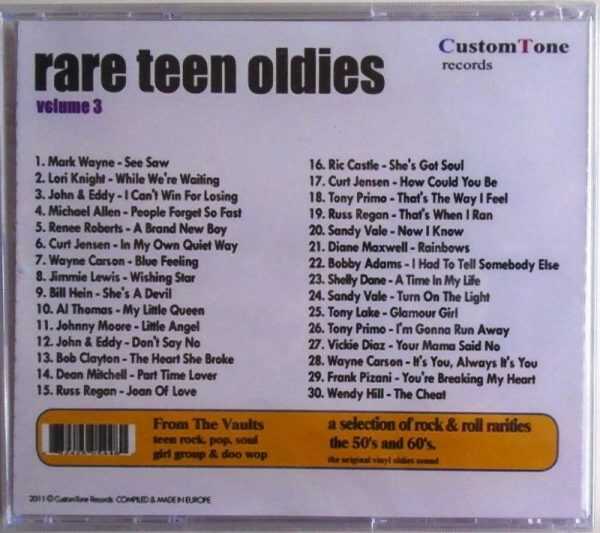 rare teen oldies
volume 3
CustomTone
records
1. Mark Wayne - See Saw
2. Lori Knight - While We're Waiting
3. John & Eddy - I Can't Win For Losing
4. Michael Allen - People Forget So Fast
5. Renee Roberts - A Brand New Boy
6. Curt Jensen - In My Own Quiet Way
7. Wayne Carson - Blue Feeling
8. Jimmie Lewis - Wishing Star
9. Bill Hein - She's A Devil
10. Al Thomas - My Little Queen
11. Johnny Moore - Little Angel
12. John & Eddy - Don't Say No
13. Bob Clayton - The Heart She Broke
14. Dean Mitchell - Part Time Lover
15. Russ Regan - Joan Of Love
16. Ric Castle - She's Got Soul
17. Curt Jensen - How Could You Be
18. Tony Primo - That's The Way I Feel
19. Russ Regan - That's When I Ran
20. Sandy Vale - Now I Know
21. Diane Maxwell - Rainbows
22. Bobby Adams - I Had To Tell Somebody Else
23. Shelly Dane - A Time In My Life
24. Sandy Vale - Turn On The Light
25. Tony Lake - Glamour Girl
26. Tony Primo - I'm Gonna Run Away
27. Vickie Diaz - Your Mama Said No
28. Wayne Carson - It's You, Always It's You
29. Frank Pizani - You're Breaking My Heart
30. Wendy Hill - The Cheat
From The Vaults
teen rock, pop, soul
girl group & doo wop
a selection of rock & roll rarities
the 50's and 60's.
the original vinyl oldies sound
2011 © CustomTone Records COMPILED & MADE IN EUROPE